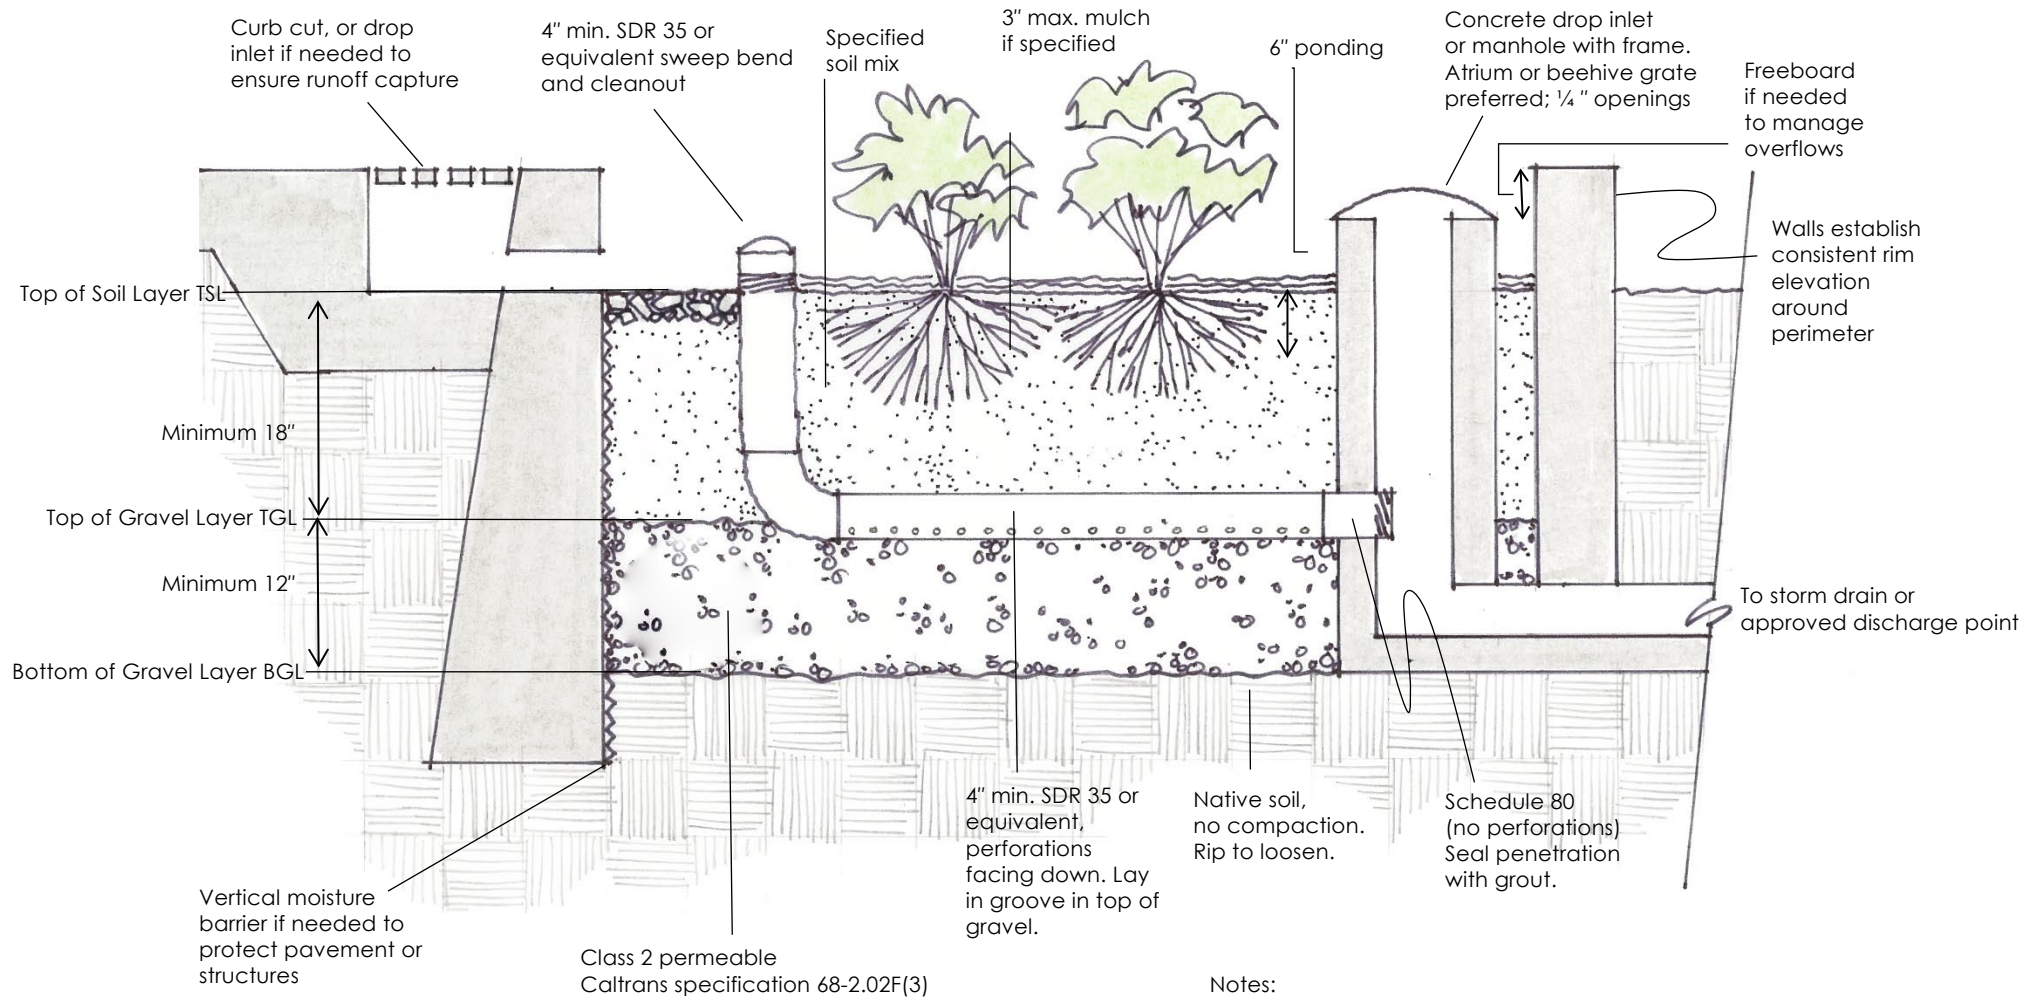 Curb cut, or drop
inlet if needed to
ensure runoff capture
4" min. SDR 35 or
equivalent sweep bend
and cleanout
Specified
soil mix
3" max. mulch
if specified
6" ponding
Concrete drop inlet
or manhole with frame.
Atrium or beehive grate
preferred; ¼ " openings
Freeboard
if needed
to manage
overflows
Walls establish
consistent rim
elevation
around
perimeter
Top of Soil Layer TSL
Minimum 18"
Top of Gravel Layer TGL
Minimum 12"
Bottom of Gravel Layer BGL
To storm drain or
approved discharge point
Vertical moisture
barrier if needed to
protect pavement or
structures
Class 2 permeable
Caltrans specification 68-2.02F(3)
4" min. SDR 35 or
equivalent,
perforations
facing down. Lay
in groove in top of
gravel.
Native soil,
no compaction.
Rip to loosen.
Schedule 80
(no perforations)
Seal penetration
with grout.
Notes: